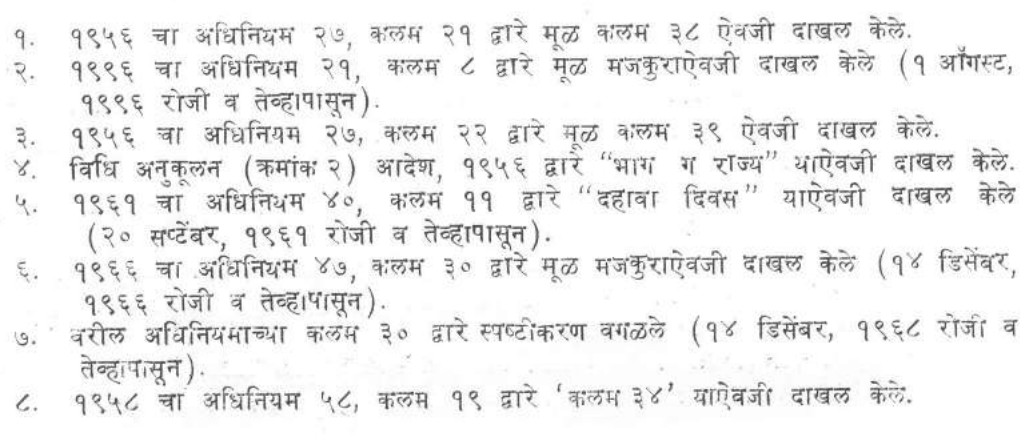 १. १९५६ चा अधिनियम २७, कलम २१ द्वारे मूळ कलम ३८ ऐवजी दाखल केले.
२. १९९६ चा अधिनियम २१, कलम ८ द्वारे मूळ मजकुराऐवजी दाखल केले (१ ऑगस्ट,
१९९६ रोजी व तेव्हापासून).
३. १९५६ चा अधिनियम २७, कलम २२ द्वारे मूळ कलम ३९ ऐवजी दाखल केले.
४. विधि अनुकूलन (क्रमांक २) आदेश, १९५६ द्वारे “भाग ग राज्य” याऐवजी दाखल केले.
५. १९६१ चा अधिनियम ४०, कलम ११ द्वारे “दहावा दिवस” याऐवजी दाखल केले
(२० सप्टेंबर, १९६१ रोजी व तेव्हापासून).
६. १९६६ चा अधिनियम ४७, कलम ३० द्वारे मूळ मजकुराऐवजी दाखल केले (१४ डिसेंबर,
१९६६ रोजी व तेव्हापासून).
७. वरील अधिनियमाच्या कलम ३० द्वारे स्पष्टीकरण वगळले (१४ डिसेंबर, १९६८ रोजी व
तेव्हापासून).
८. १९५८ चा अधिनियम ५८, कलम १९ द्वारे ‘कलम ३४’ याऐवजी दाखल केले.